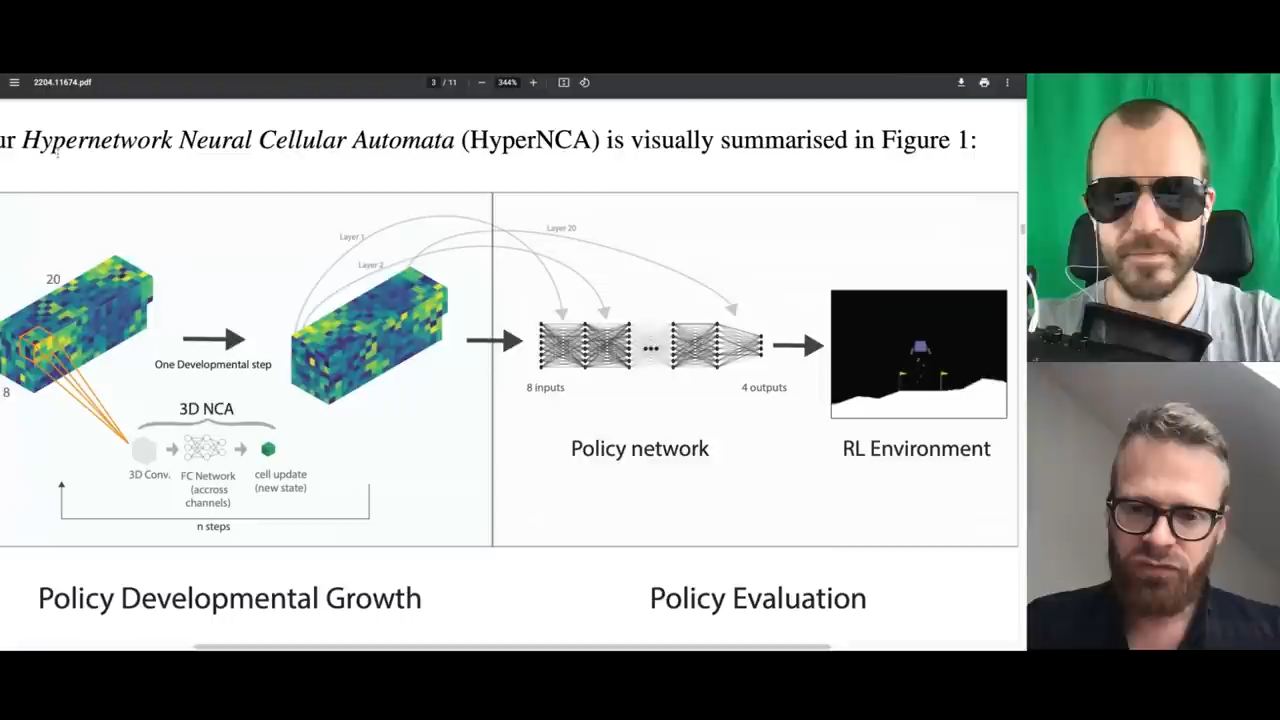 2204.11674.pdf
3 / 11
344%
ur Hypernetwork Neural Cellular Automata (HyperNCA) is visually summarised in Figure 1:
Layer 1
Layer 20
Layer 2
20
One Developmental step
8
8 inputs
4 outputs
3D NCA
Policy network
RL Environment
3D Conv.
FC Network
(accross
channels)
cell update
(new state)
n steps
Policy Developmental Growth
Policy Evaluation